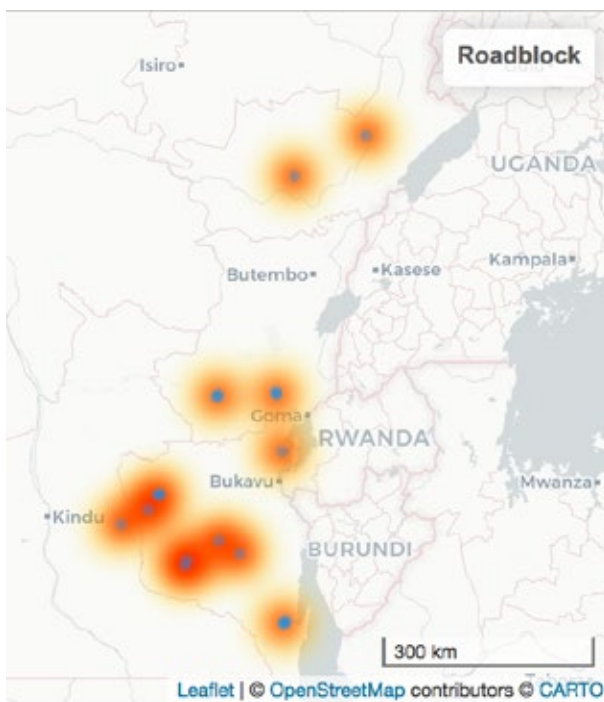 Roadblock
Isiro
UGANDA
Kampala
Butembo
Kasese
Goma
RWANDA
Bukavu
Mwanza
Kindu
BURUNDI
300 km
Leaflet | © OpenStreetMap contributors © CARTO